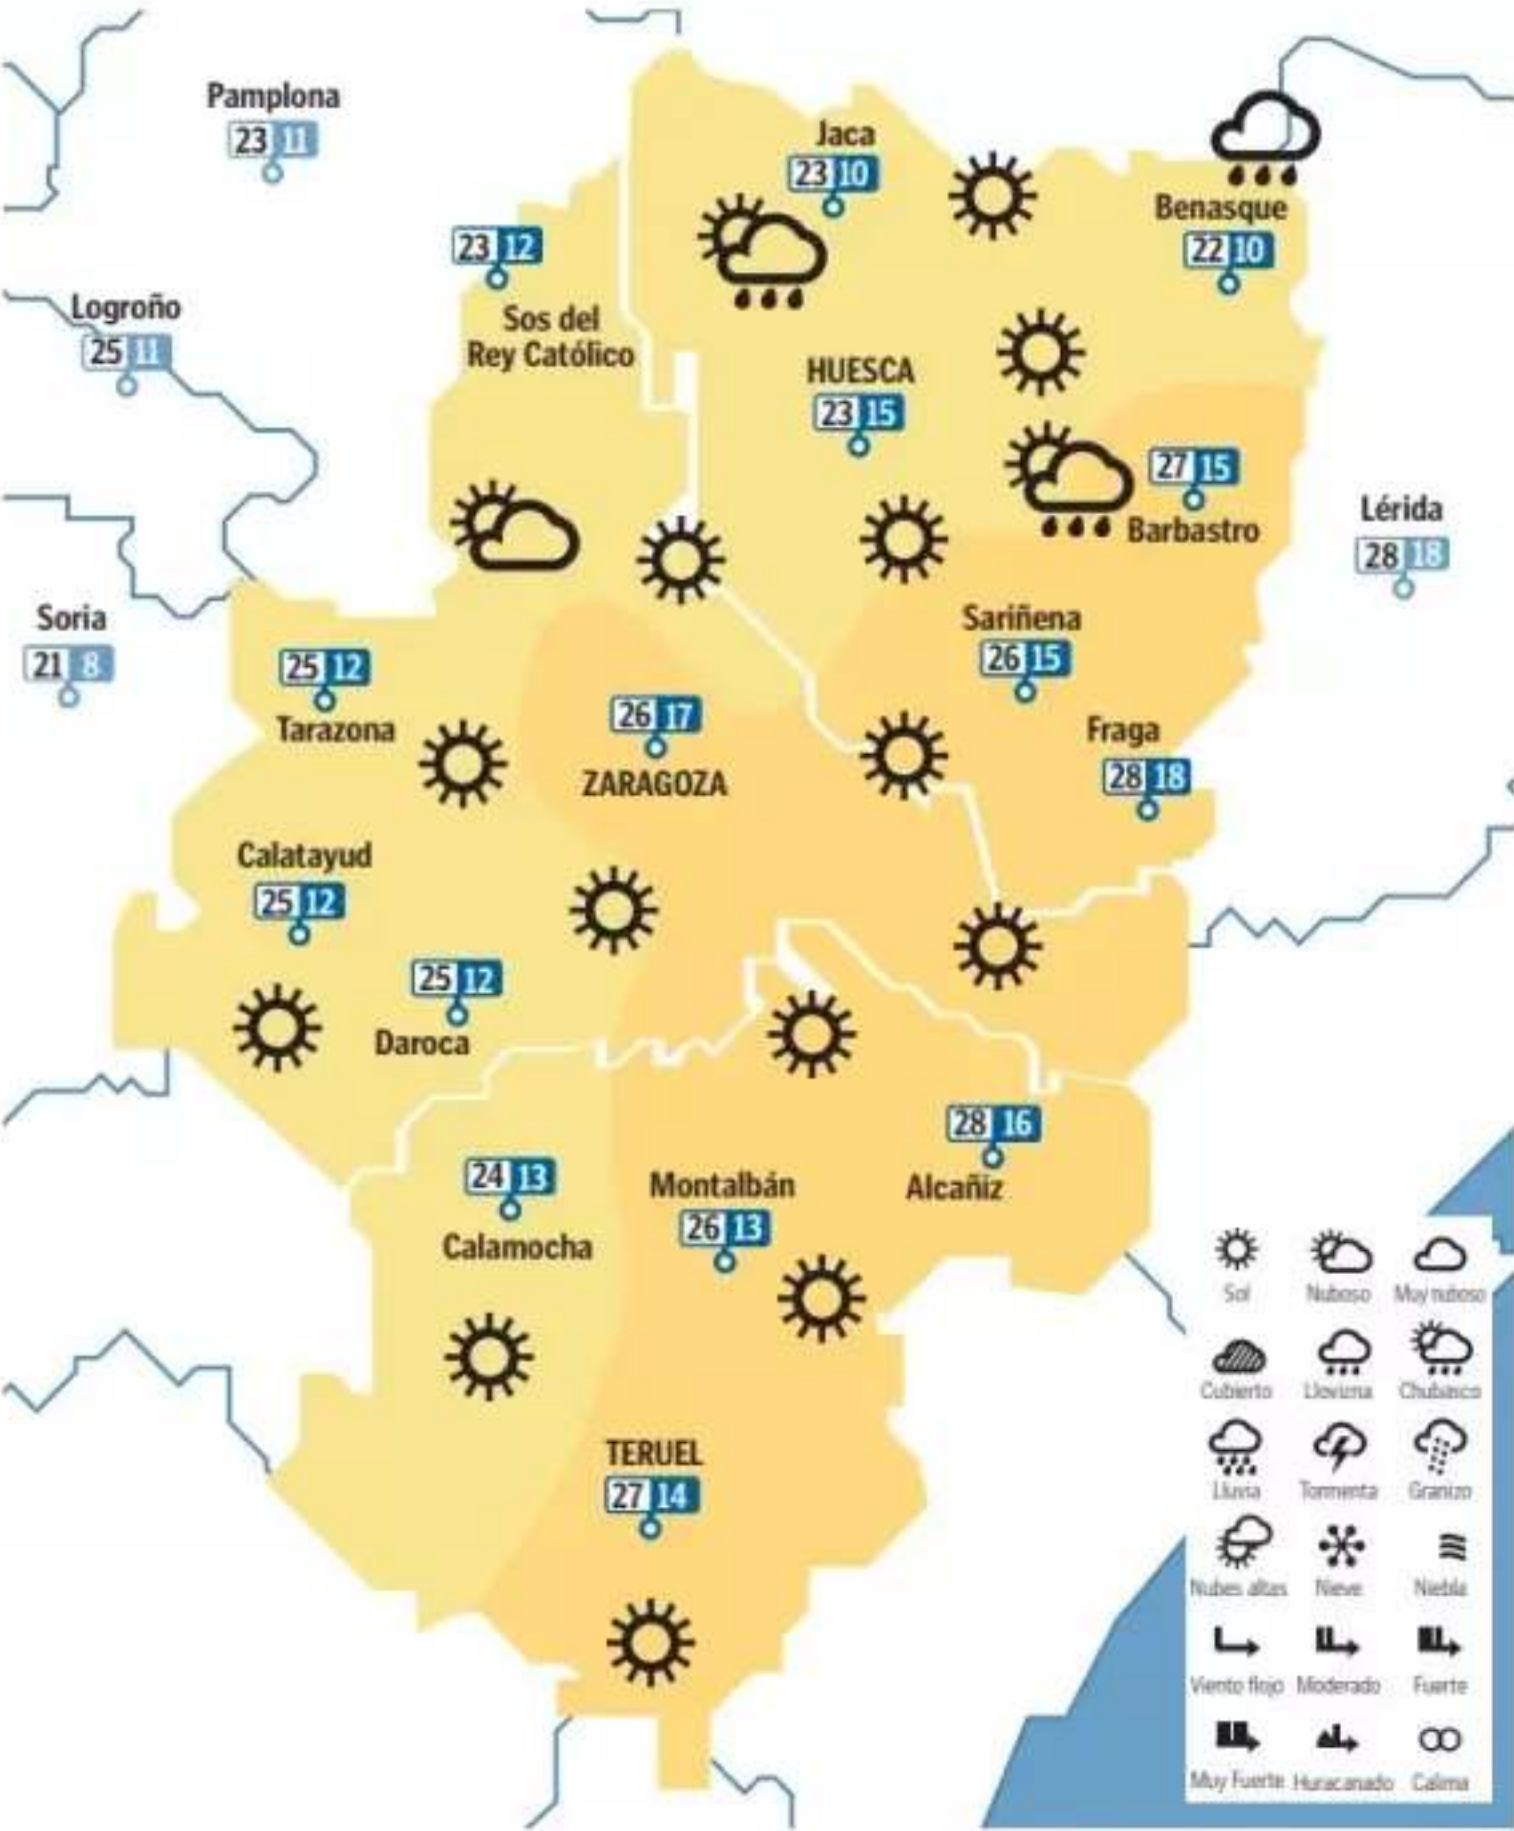 Pamplona
23 11
Jaca
23 10
Benasque
22 10
23 12
Sos del
Rey Católico
Logroño
25 11
HUESCA
23 15
27 15
Barbastro
Lérida
28 18
Soria
21 8
25 12
Tarazona
26 17
ZARAGOZA
Sariñena
26 15
Fraga
28 18
Calatayud
25 12
25 12
Daroca
28 16
Alcañiz
24 13
Calamocha
Montalbán
26 13
TERUEL
27 14
Sol
Nuboso
Muy nuboso
Cubierto
Llovizna
Chubasco
Lluvia
Tormenta
Granizo
Nubes altas
Nieve
Niebla
Viento flojo
Moderado
Fuerte
Muy Fuerte
Huracanado
Calima